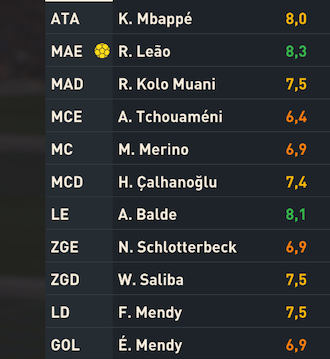 ATA K. Mbappé 8,0
MAE R. Leão 8,3
MAD R. Kolo Muani 7,5
MCE A. Tchouaméni 6,4
MC M. Merino 6,9
MCD H. Çalhanoğlu 7,4
LE A. Balde 8,1
ZGE N. Schlotterbeck 6,9
ZGD W. Saliba 7,5
LD F. Mendy 7,5
GOL É. Mendy 6,9